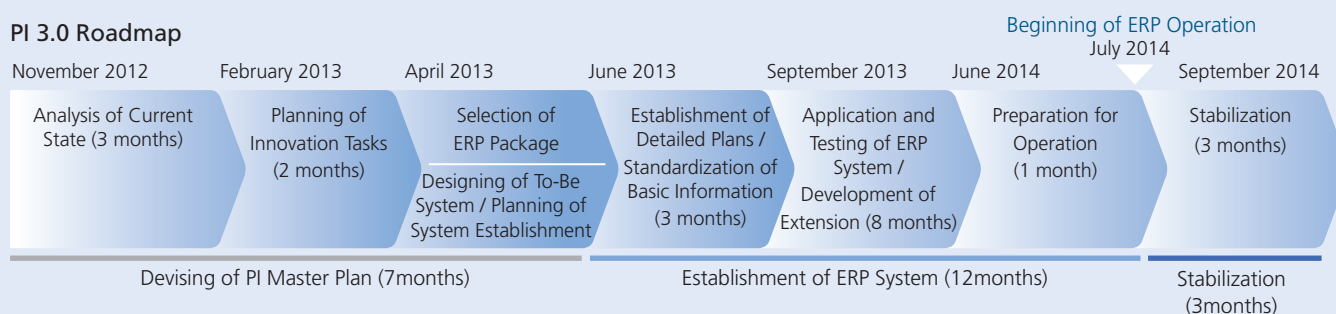 PI 3.0 Roadmap
Beginning of ERP Operation
July 2014
November 2012
February 2013
April 2013
June 2013
September 2013
June 2014
September 2014
Analysis of Current
State (3 months)
Planning of
Innovation Tasks
(2 months)
Selection of
ERP Package
Designing of To-Be
System / Planning of
System Establishment
Establishment of
Detailed Plans /
Standardization of
Basic Information
(3 months)
Application and
Testing of ERP
System /
Development of
Extension (8 months)
Preparation for
Operation
(1 month)
Stabilization
(3 months)
Devising of PI Master Plan (7months)
Establishment of ERP System (12months)
Stabilization
(3months)